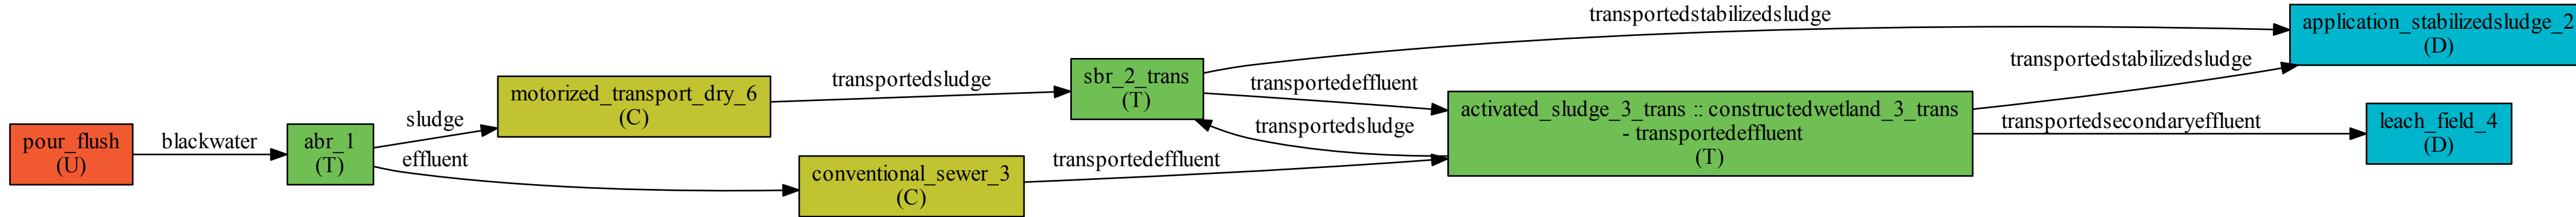 pour_flush
(U)
blackwater
abr_1
(T)
sludge
effluent
motorized_transport_dry_6
(C)
conventional_sewer_3
(C)
transportedsludge
transportedeffluent
sbr_2_trans
(T)
transportedstabilizedsludge
transportedeffluent
transportedsludge
activated_sludge_3_trans :: constructedwetland_3_trans
- transportedeffluent
(T)
transportedstabilizedsludge
transportedsecondaryeffluent
application_stabilizedsludge_2
(D)
leach_field_4
(D)